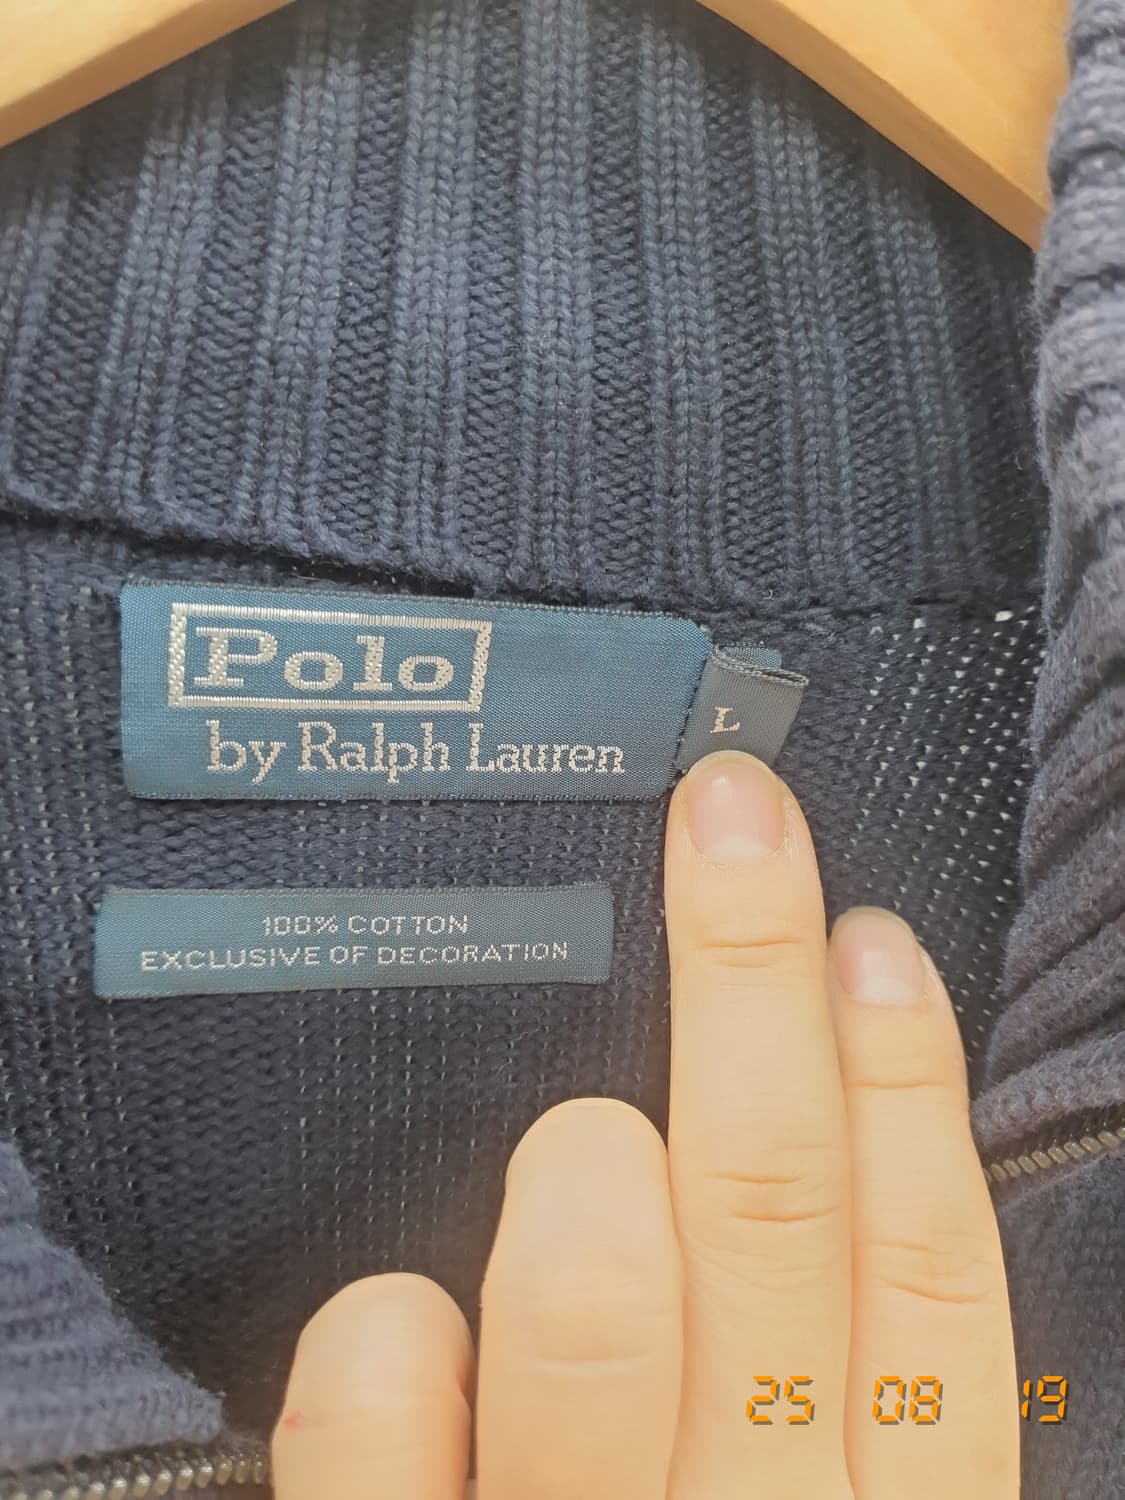 Polo
by Ralph Lauren
L
100% COTTON
EXCLUSIVE OF DECORATION
25 08 19